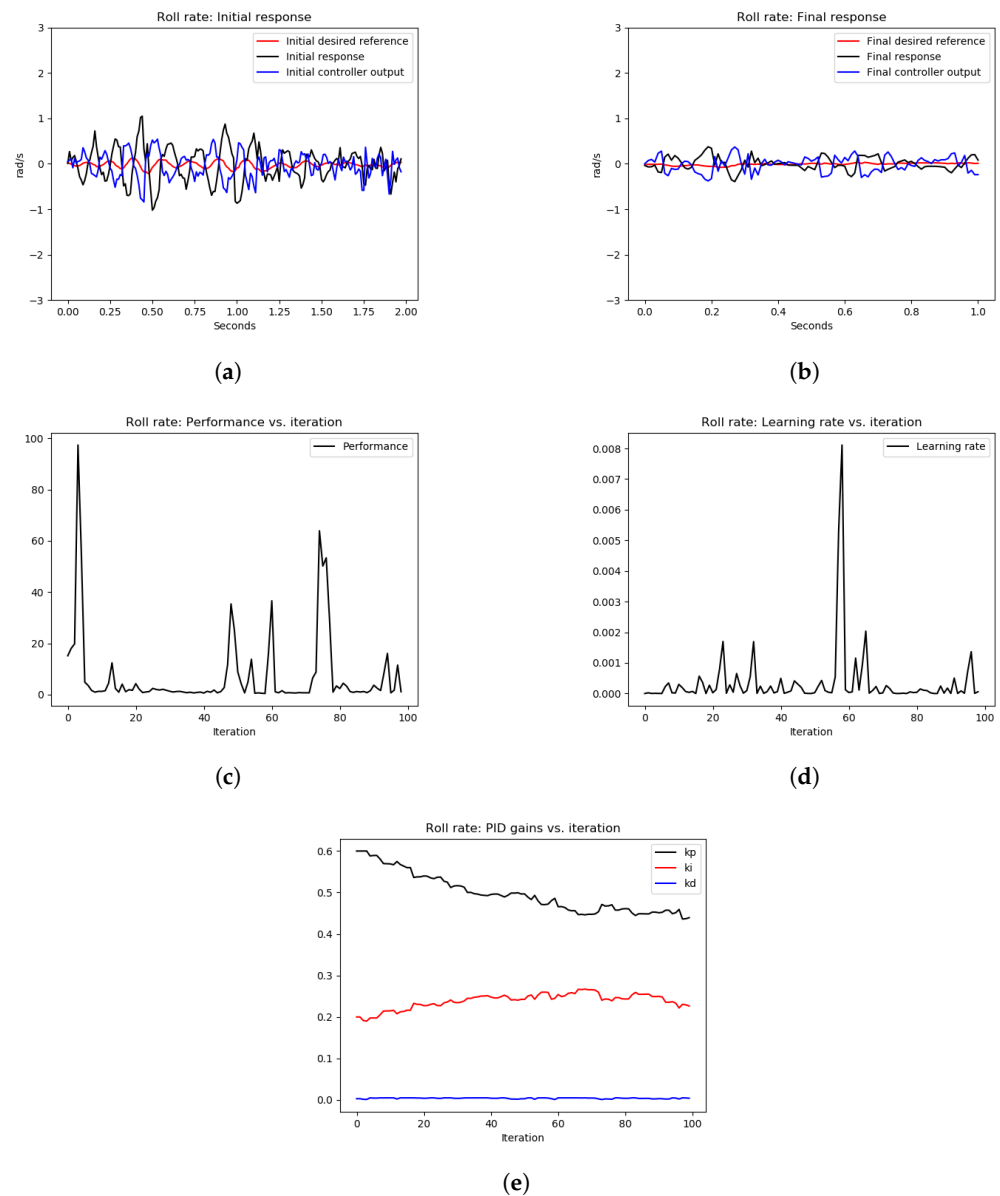 Roll rate: Initial response
Initial desired reference
Initial response
Initial controller output
rad/s
3
2
1
0
−1
−2
−3
0.00 0.25 0.50 0.75 1.00 1.25 1.50 1.75 2.00
Seconds
(a)
Roll rate: Final response
Final desired reference
Final response
Final controller output
rad/s
3
2
1
0
−1
−2
−3
0.0 0.2 0.4 0.6 0.8 1.0
Seconds
(b)
Roll rate: Performance vs. iteration
Performance
100
80
60
40
20
0
0 20 40 60 80 100
Iteration
(c)
Roll rate: Learning rate vs. iteration
Learning rate
0.008
0.007
0.006
0.005
0.004
0.003
0.002
0.001
0.000
0 20 40 60 80 100
Iteration
(d)
Roll rate: PID gains vs. iteration
kp
ki
kd
0.6
0.5
0.4
0.3
0.2
0.1
0.0
0 20 40 60 80 100
Iteration
(e)